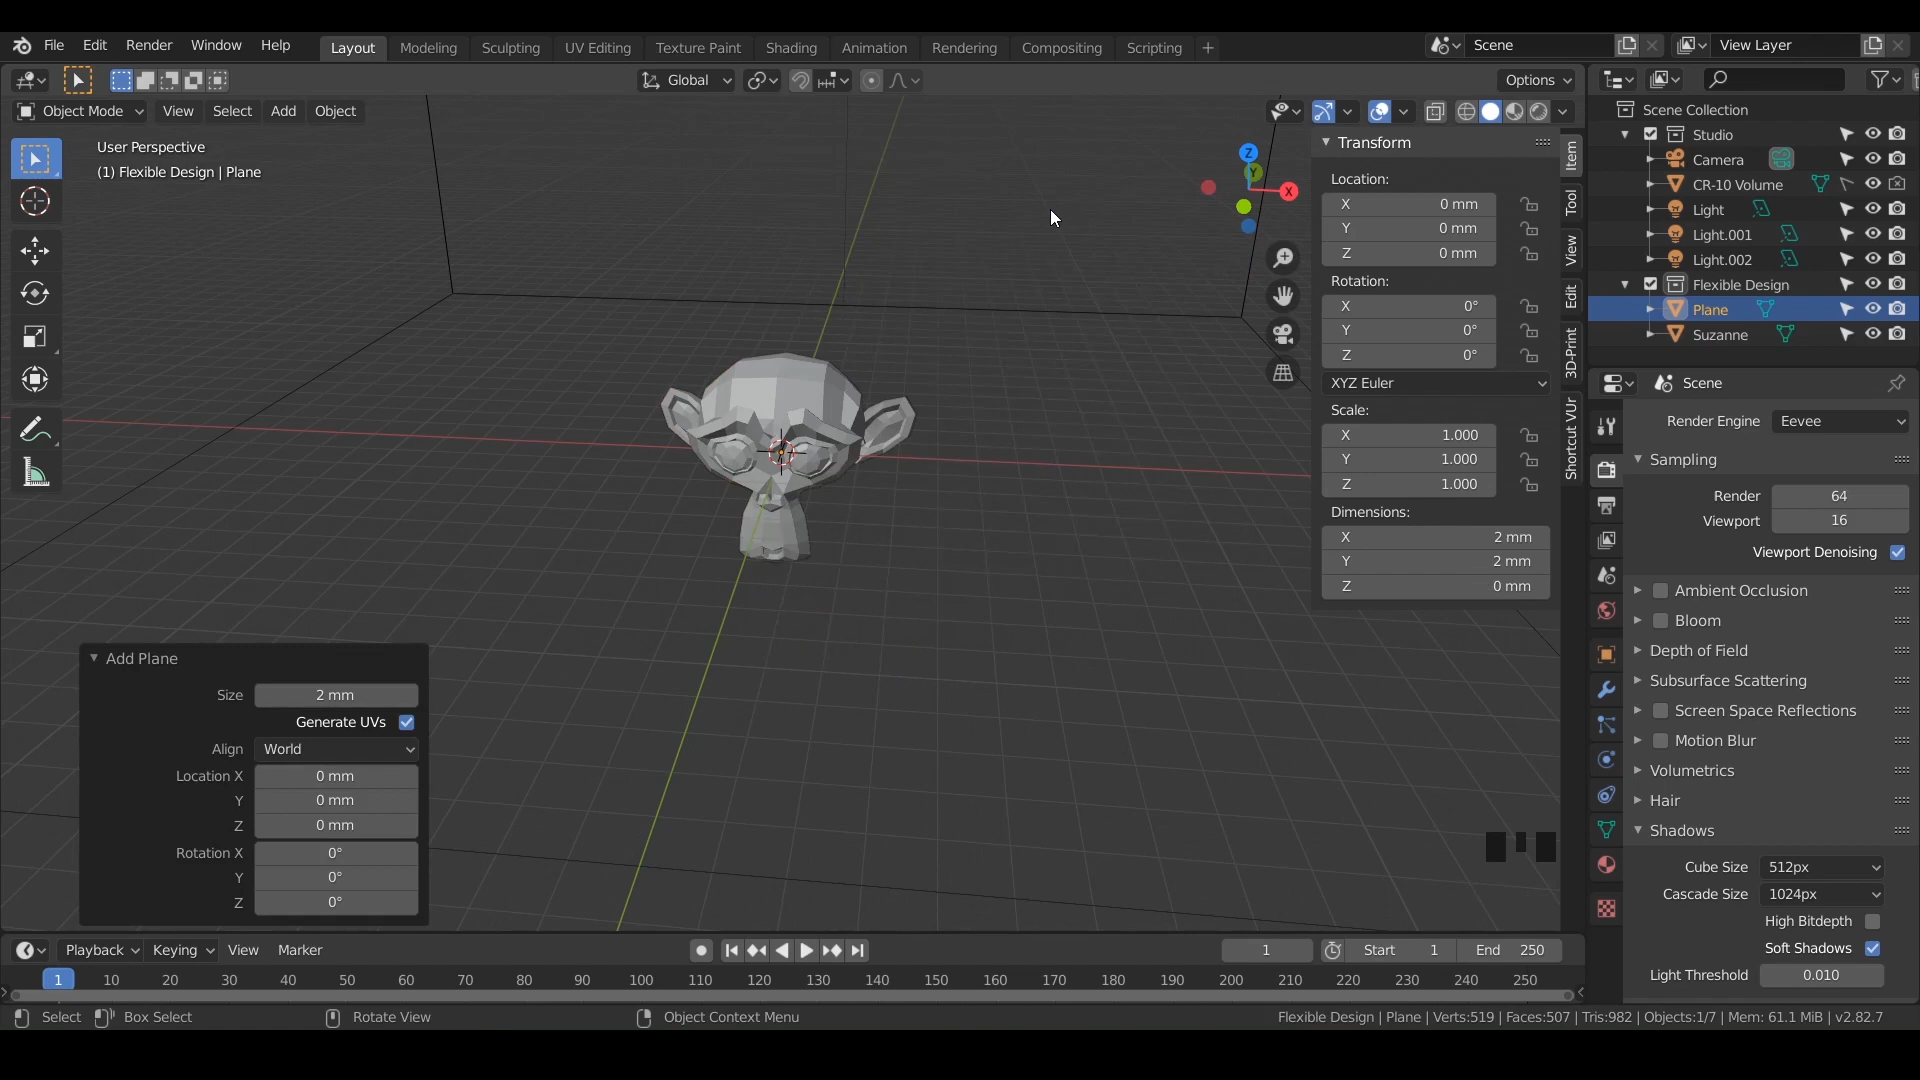 File Edit Render Window Help Layout Modeling Sculpting UV Editing Texture Paint Shading Animation Rendering Compositing Scripting + Scene View Layer
Global Options
Object Mode View Select Add Object
User Perspective
(1) Flexible Design | Plane
Z
Y
X
Transform
Location:
X 0 mm
Y 0 mm
Z 0 mm
Rotation:
X 0°
Y 0°
Z 0°
XYZ Euler
Scale:
X 1.000
Y 1.000
Z 1.000
Dimensions:
X 2 mm
Y 2 mm
Z 0 mm
Item
Tool
View
Edit
3D-Print
Shortcut VUr
Scene Collection
Studio
Camera
CR-10 Volume
Light
Light.001
Light.002
Flexible Design
Plane
Suzanne
Scene
Render Engine Eevee
Sampling
Render 64
Viewport 16
Viewport Denoising
Ambient Occlusion
Bloom
Depth of Field
Subsurface Scattering
Screen Space Reflections
Motion Blur
Volumetrics
Hair
Shadows
Cube Size 512px
Cascade Size 1024px
High Bitdepth
Soft Shadows
Light Threshold 0.010
Add Plane
Size 2 mm
Generate UVs
Align World
Location X 0 mm
Y 0 mm
Z 0 mm
Rotation X 0°
Y 0°
Z 0°
Playback Keying View Marker 1 Start 1 End 250
1 10 20 30 40 50 60 70 80 90 100 110 120 130 140 150 160 170 180 190 200 210 220 230 240 250
Select Box Select Rotate View Object Context Menu Flexible Design | Plane | Verts:519 | Faces:507 | Tris:982 | Objects:1/7 | Mem: 61.1 MiB | v2.82.7